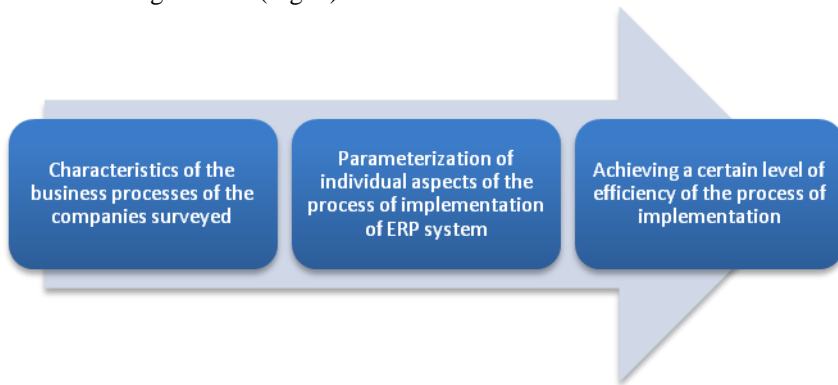 Characteristics of the
business processes of the
companies surveyed
Parameterization of
individual aspects of the
process of implementation
of ERP system
Achieving a certain level of
efficiency of the process of
implementation